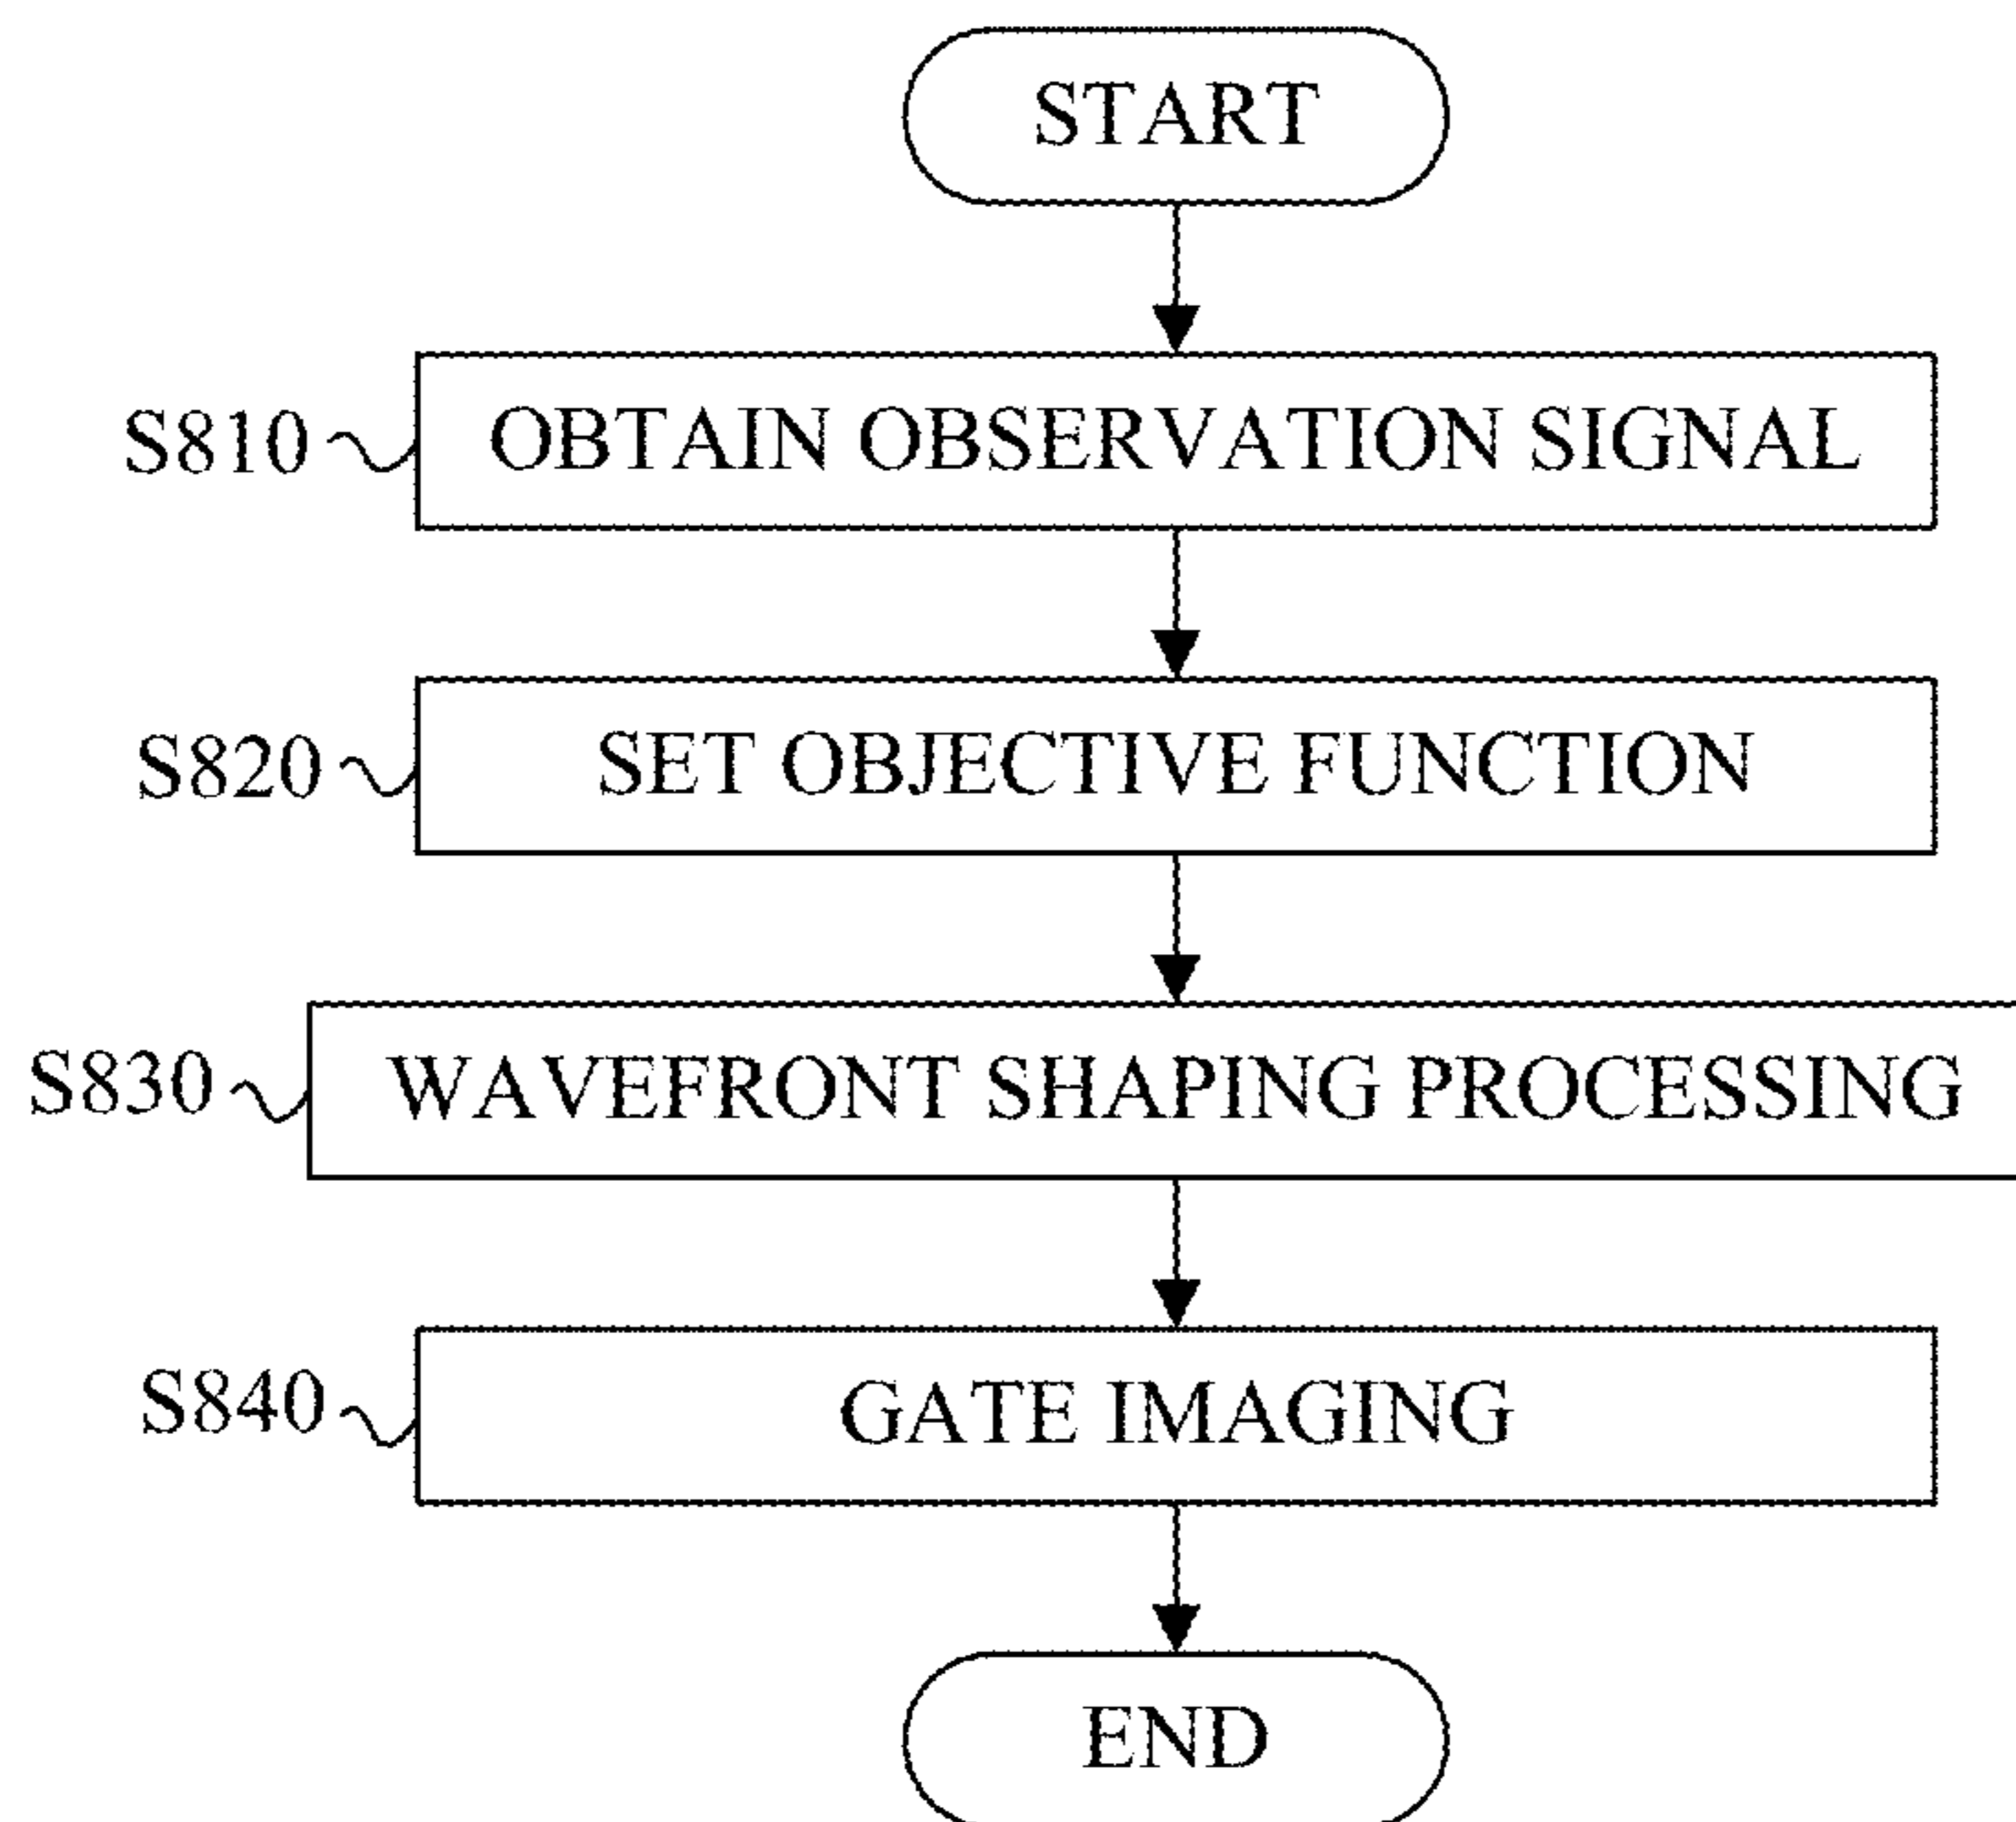 START
S810 OBTAIN OBSERVATION SIGNAL
S820 SET OBJECTIVE FUNCTION
S830 WAVEFRONT SHAPING PROCESSING
S840 GATE IMAGING
END